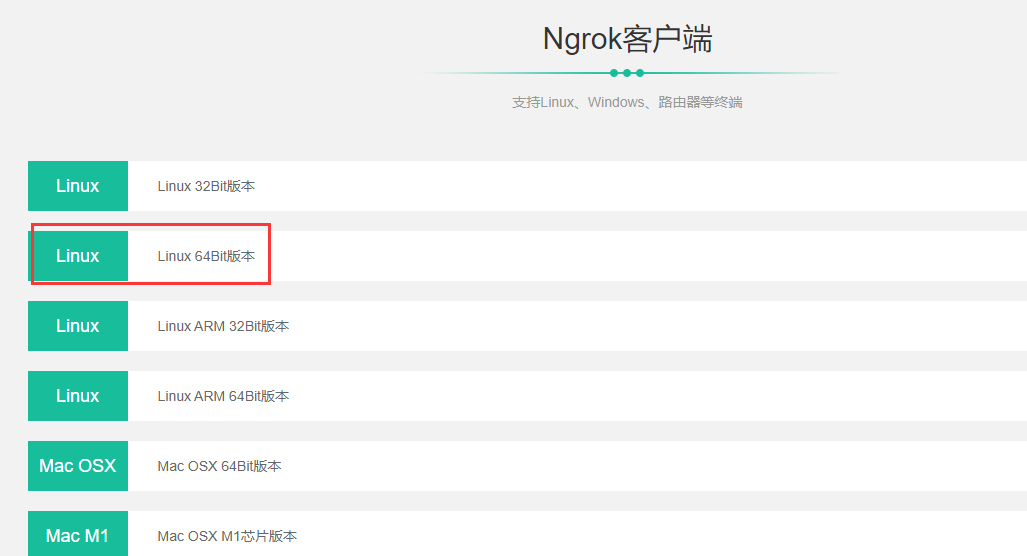 Ngrok客户端
支持Linux、Windows、路由器等终端
Linux Linux 32Bit版本
Linux Linux 64Bit版本
Linux Linux ARM 32Bit版本
Linux Linux ARM 64Bit版本
Mac OSX Mac OSX 64Bit版本
Mac M1 Mac OSX M1芯片版本